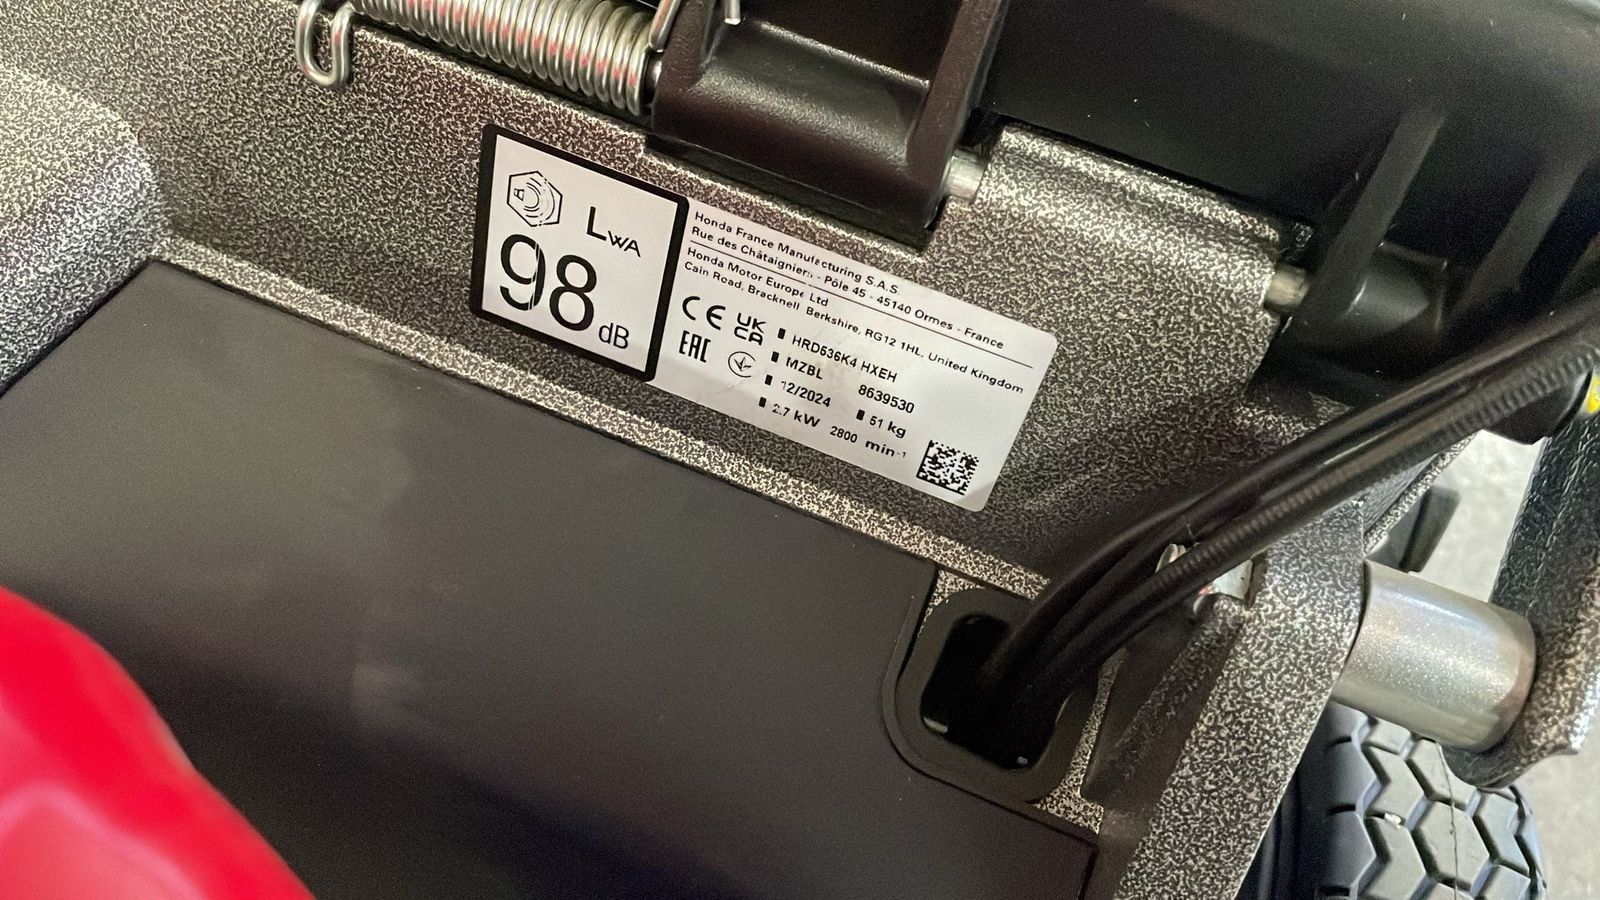 LWA
98 dB
Honda France Manufacturing S.A.S.
Rue des Châtaigniers - Pôle 45 - 45140 Ormes - France
Honda Motor Europe Ltd
Cain Road, Bracknell Berkshire, RG12 1HL, United Kingdom
CE UK CA
EAC
HRD536K4 HXEH
MZBL 8639530
12/2024 51 kg
2.7 kW 2800 min-1